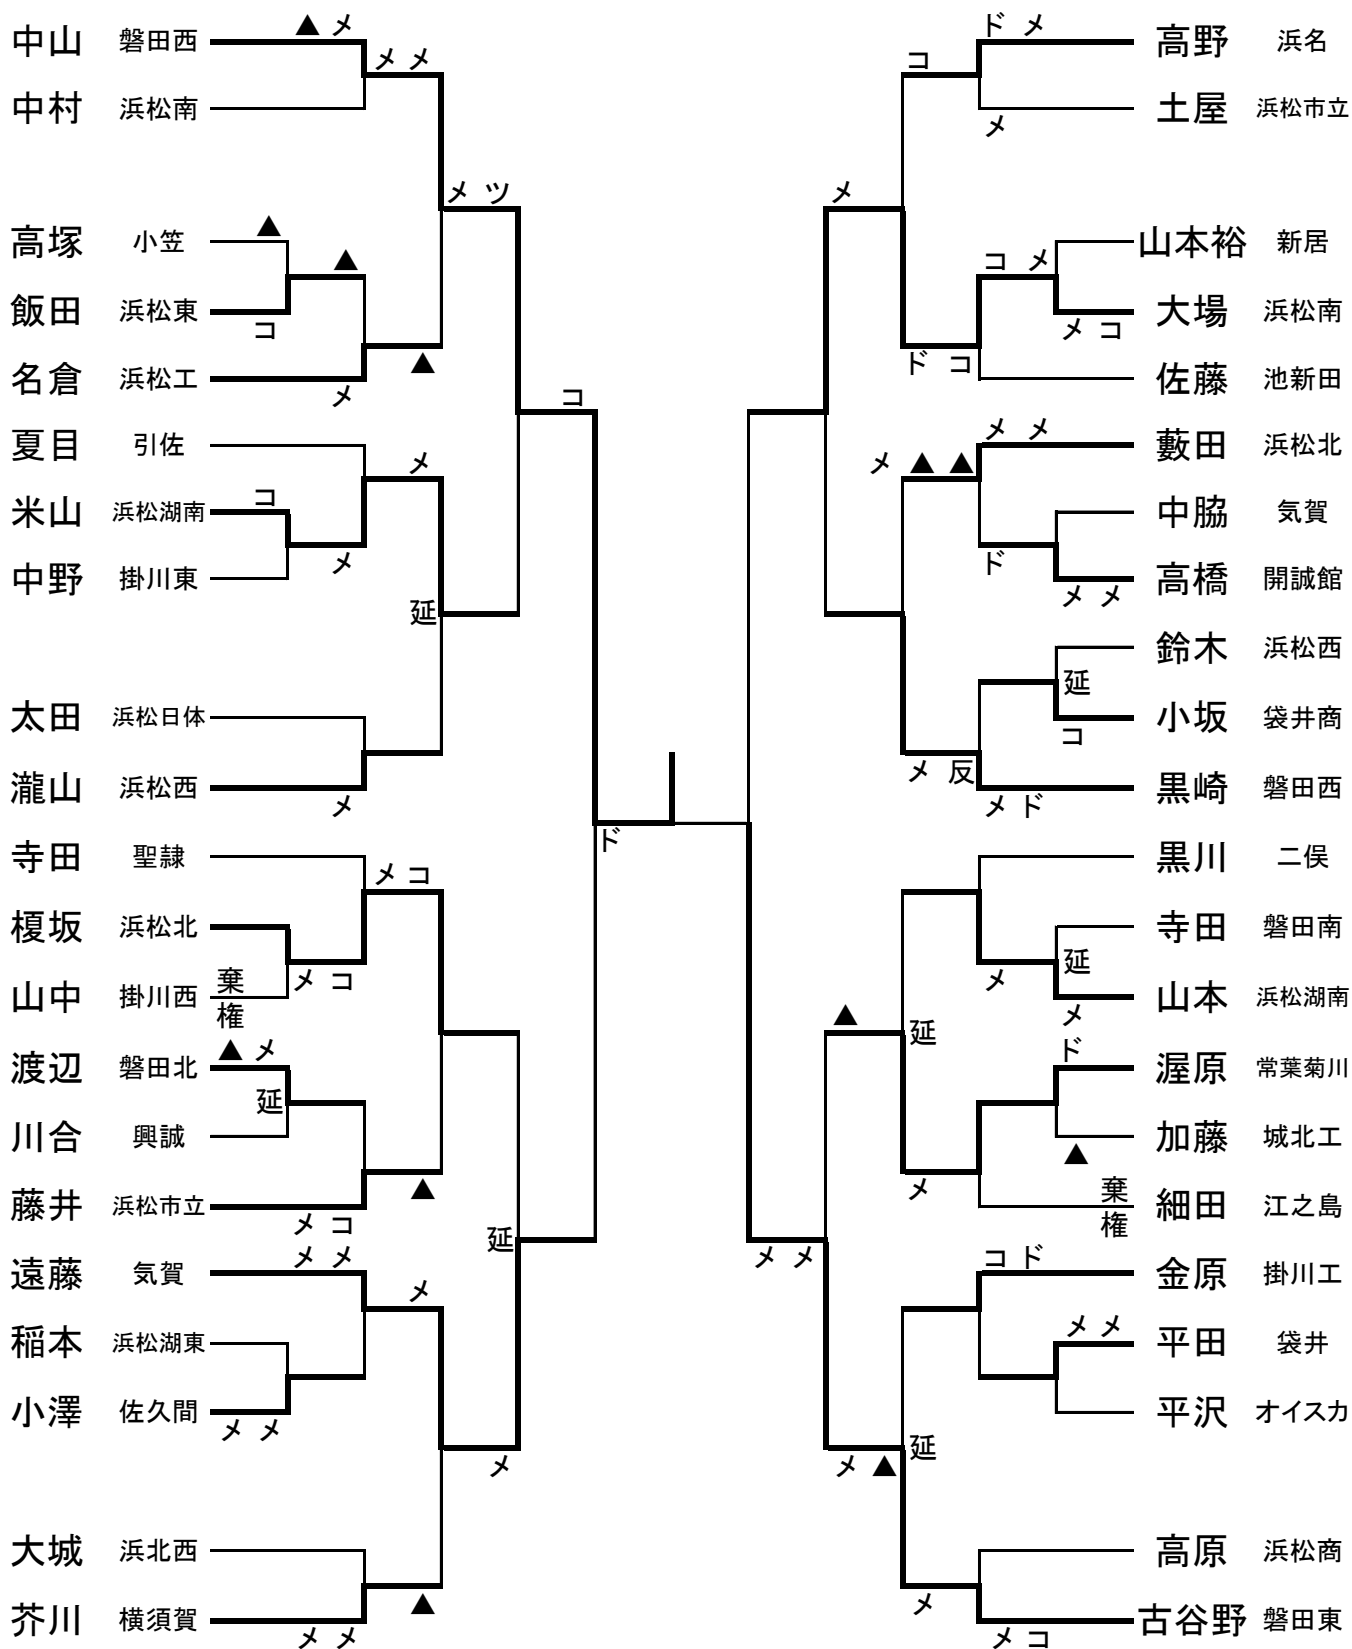 ▲ メ
中山 磐田西
メ メ
中村 浜松南
メ ツ
▲
高塚 小笠
▲
飯田 浜松東
コ
▲
名倉 浜松工
メ
コ
夏目 引佐
メ
コ
米山 浜松湖南
メ
中野 掛川東
延
太田 浜松日体
瀧山 浜松西
メ
ド
寺田 聖隷
メ コ
榎坂 浜松北
メ コ
山中 掛川西 棄権
▲ メ
渡辺 磐田北
延
川合 興誠
▲
藤井 浜松市立
メ コ
延
メ メ
遠藤 気賀
メ
稲本 浜松湖東
小澤 佐久間
メ メ
メ
大城 浜北西
▲
芥川 横須賀
メ メ
ド メ
高野 浜名
コ
土屋 浜松市立
メ
メ
山本裕 新居
コ メ
大場 浜松南
メ コ
ド コ
佐藤 池新田
メ メ
藪田 浜松北
メ ▲ ▲
中脇 気賀
ド
高橋 開誠館
メ メ
鈴木 浜松西
延
小坂 袋井商
コ
メ 反
黒崎 磐田西
メ ド
黒川 二俣
寺田 磐田南
延
メ
山本 浜松湖南
メ
▲
延
ド
渥原 常葉菊川
加藤 城北工
▲
メ
細田 江之島 棄権
メ メ
コ ド
金原 掛川工
メ メ
平田 袋井
平沢 オイスカ
延
メ ▲
高原 浜松商
メ
古谷野 磐田東
メ コ